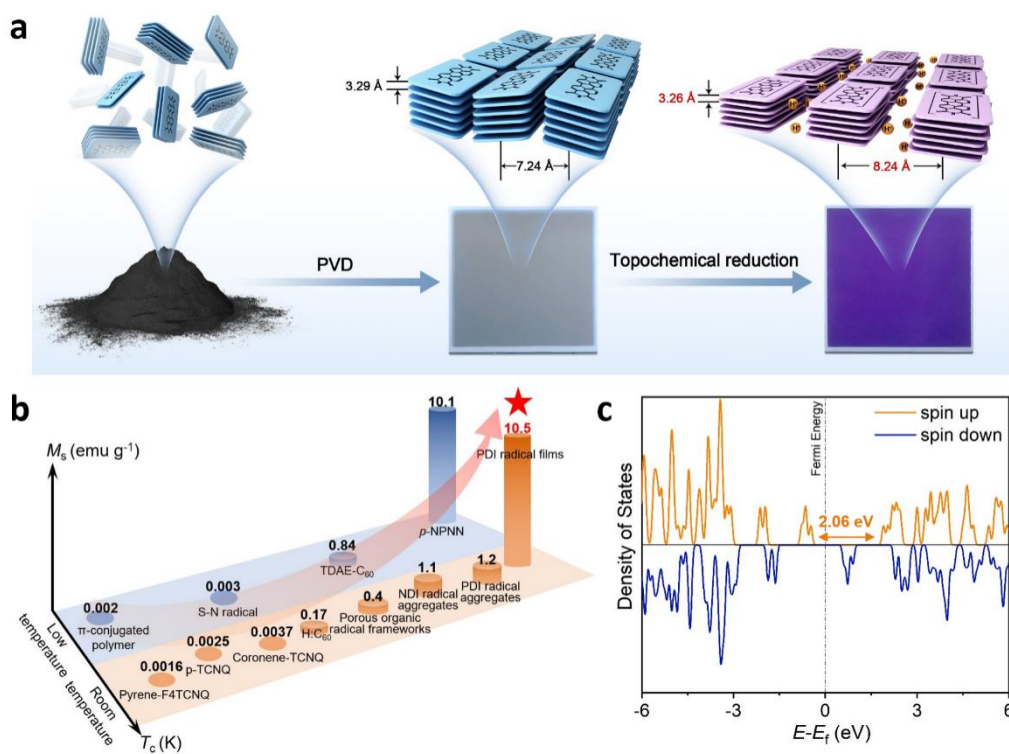 a
3.29 Å
7.24 Å
3.26 Å
8.24 Å
H⁺
H⁺
H⁺
H⁺
H⁺
H⁺
H⁺
H⁺
PVD
Topochemical reduction
b
Mₛ (emu g⁻¹)
10.1
10.5
PDI radical films
p-NPNN
0.84
TDAE-C₆₀
0.003
S-N radical
0.002
π-conjugated
polymer
1.2
PDI radical
aggregates
1.1
NDI radical
aggregates
0.4
Porous organic
radical frameworks
0.17
H:C₆₀
0.0037
Coronene-TCNQ
0.0025
p-TCNQ
0.0016
Pyrene-F4TCNQ
Low
temperature
Room
temperature
T꜀ (K)
c
Density of States
Fermi Energy
spin up
spin down
2.06 eV
-6
-3
0
3
6
E-E_f (eV)